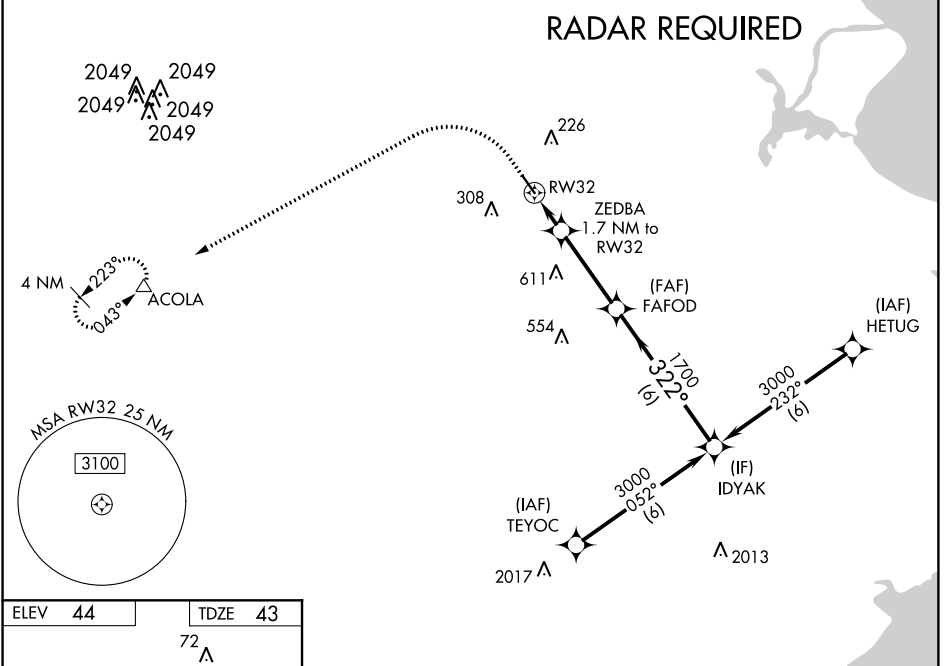 RADAR REQUIRED
2049
2049
2049
2049
2049
226
308
RW32
ZEDBA
1.7 NM to
RW32
611
4 NM
223°
043°
ACOLA
(FAF)
FAFOD
554
(IAF)
HETUG
1700
322°
(6)
3000
232°
(6)
MSA RW32 25 NM
3100
(IF)
IDYAK
3000
052°
(6)
(IAF)
TEYOC
2013
2017
ELEV 44
TDZE 43
72